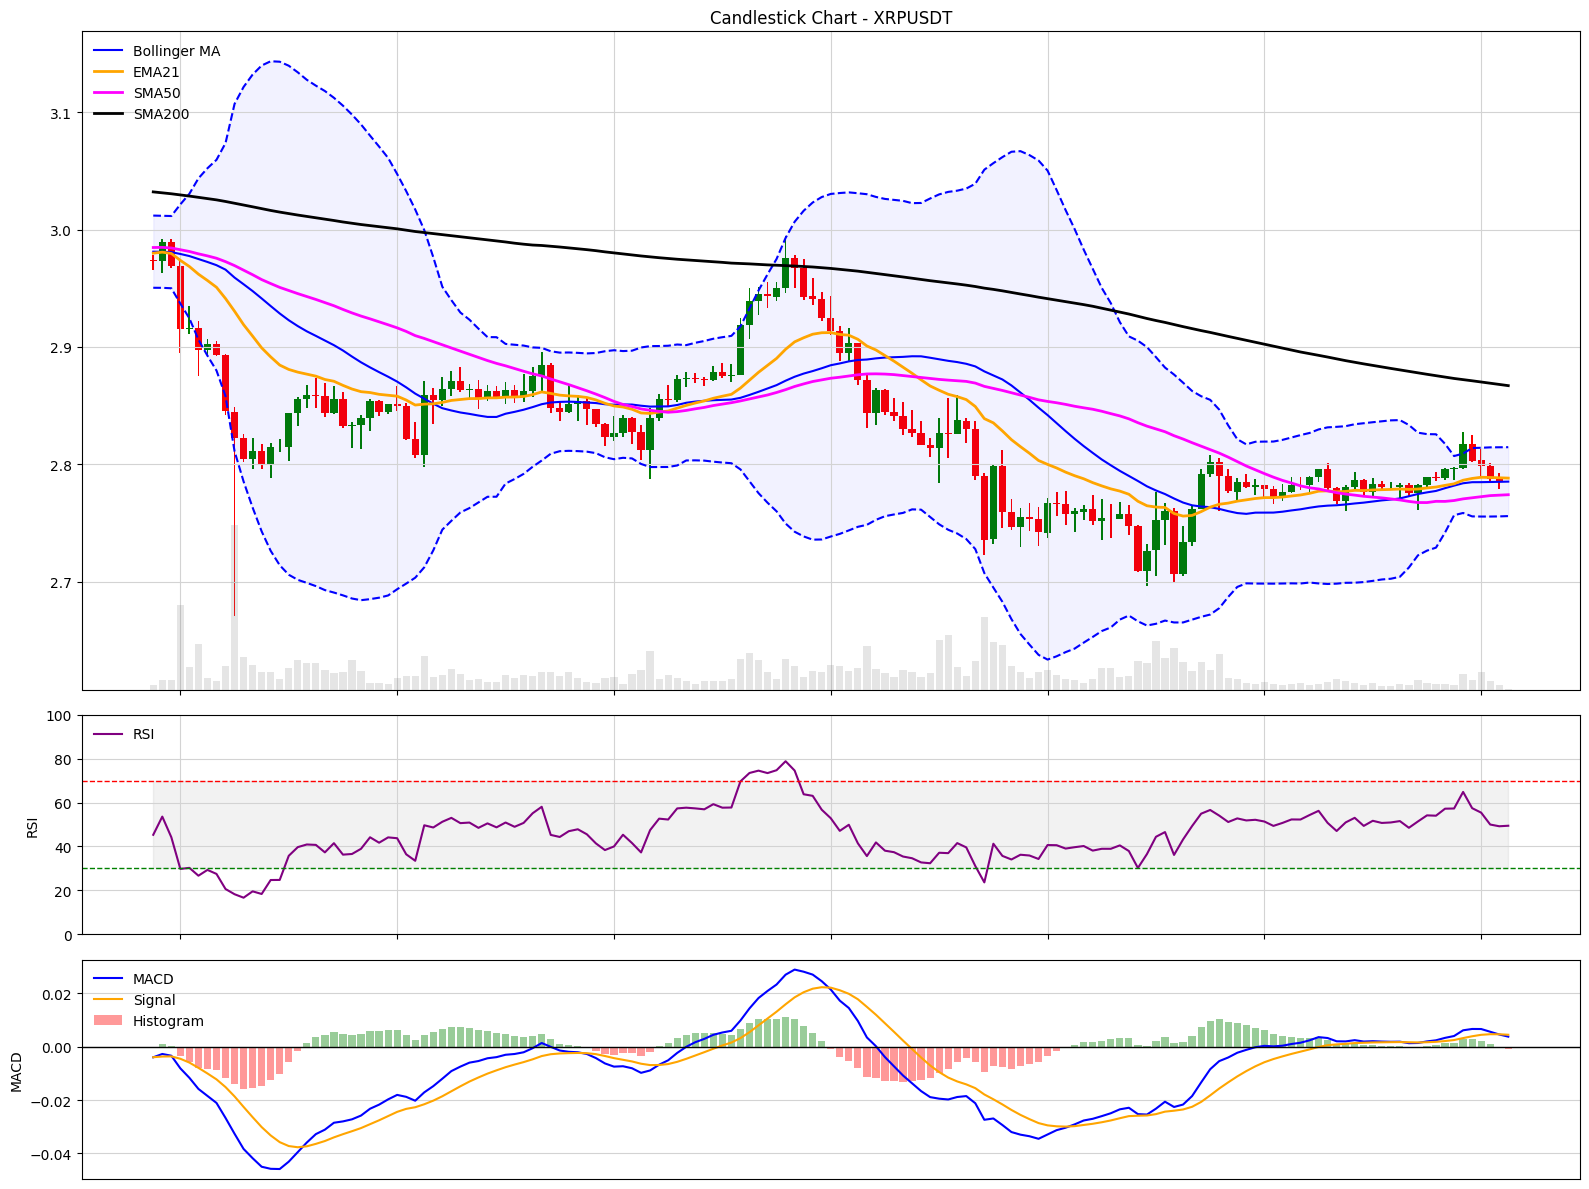 Candlestick Chart - XRPUSDT
Bollinger MA
EMA21
SMA50
SMA200
3.1
3.0
2.9
2.8
2.7
RSI
100
80
60
40
20
0
RSI
MACD
Signal
Histogram
0.02
0.00
−0.02
−0.04
MACD